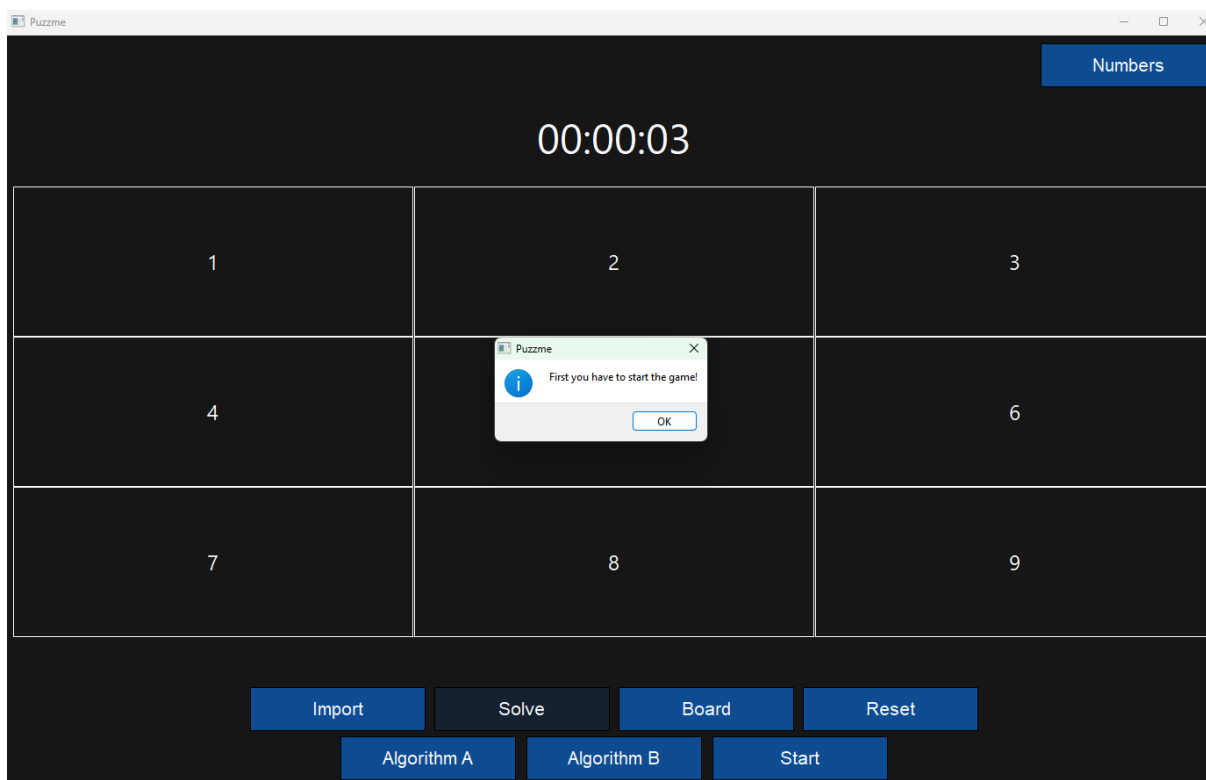 Puzzme
Numbers
00:00:03
1 2 3
Puzzme
First you have to start the game!
4 6
OK
7 8 9
Import Solve Board Reset
Algorithm A Algorithm B Start